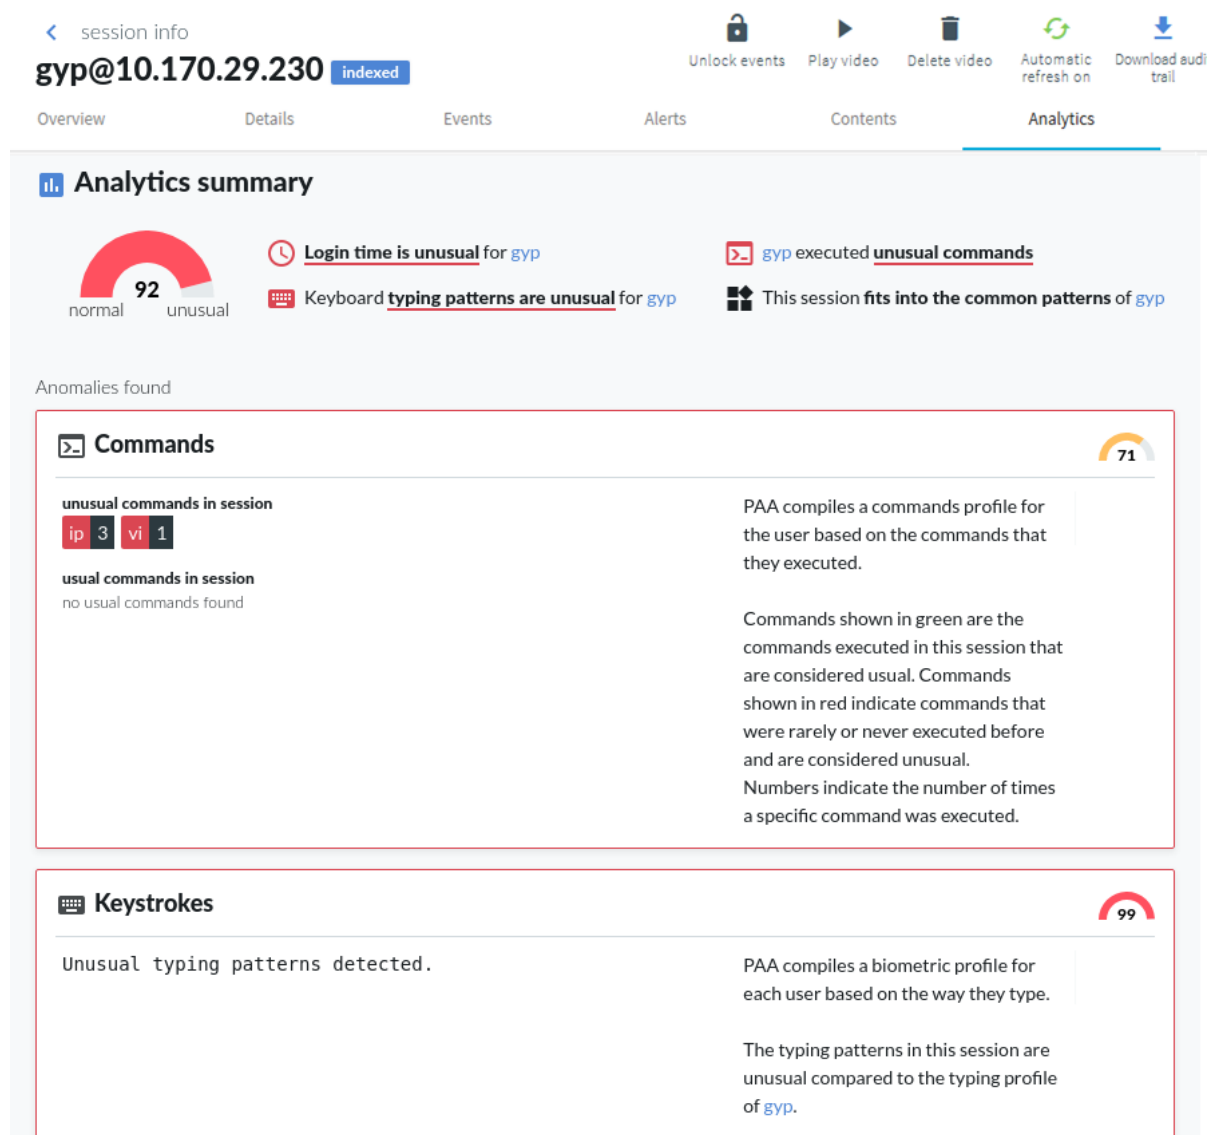 session info
gyp@10.170.29.230 indexed
Unlock events
Play video
Delete video
Automatic
refresh on
Download audi
trail
Overview Details Events Alerts Contents Analytics
Analytics summary
92
normal unusual
Login time is unusual for gyp
Keyboard typing patterns are unusual for gyp
gyp executed unusual commands
This session fits into the common patterns of gyp
Anomalies found
Commands
71
unusual commands in session
ip 3 vi 1
usual commands in session
no usual commands found
PAA compiles a commands profile for
the user based on the commands that
they executed.
Commands shown in green are the
commands executed in this session that
are considered usual. Commands
shown in red indicate commands that
were rarely or never executed before
and are considered unusual.
Numbers indicate the number of times
a specific command was executed.
Keystrokes
99
Unusual typing patterns detected.
PAA compiles a biometric profile for
each user based on the way they type.
The typing patterns in this session are
unusual compared to the typing profile
of gyp.